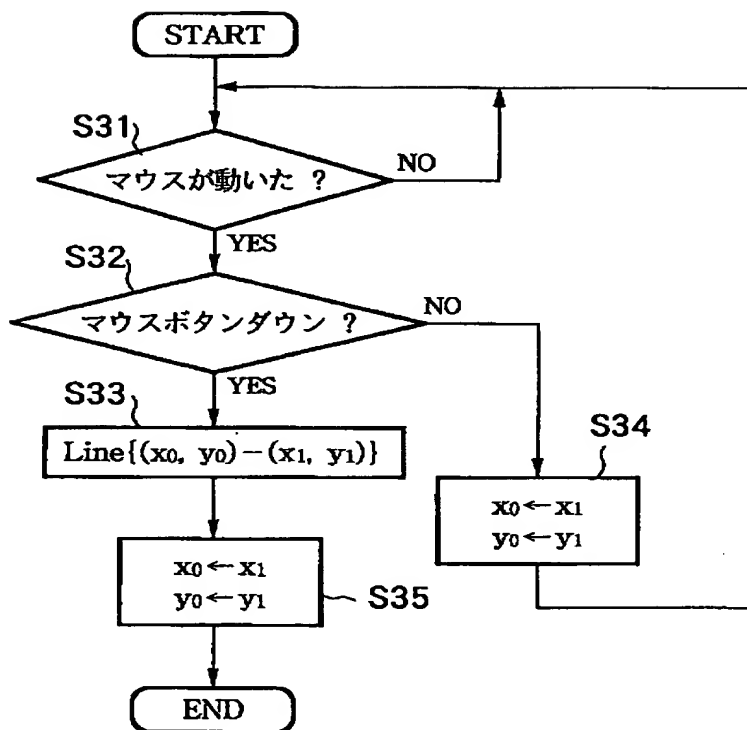 START
S31
マウスが動いた ?
NO
YES
S32
マウスボタンダウン ?
NO
YES
S33
Line{(x₀, y₀)−(x₁, y₁)}
S34
x₀←x₁
y₀←y₁
x₀←x₁
y₀←y₁
S35
END